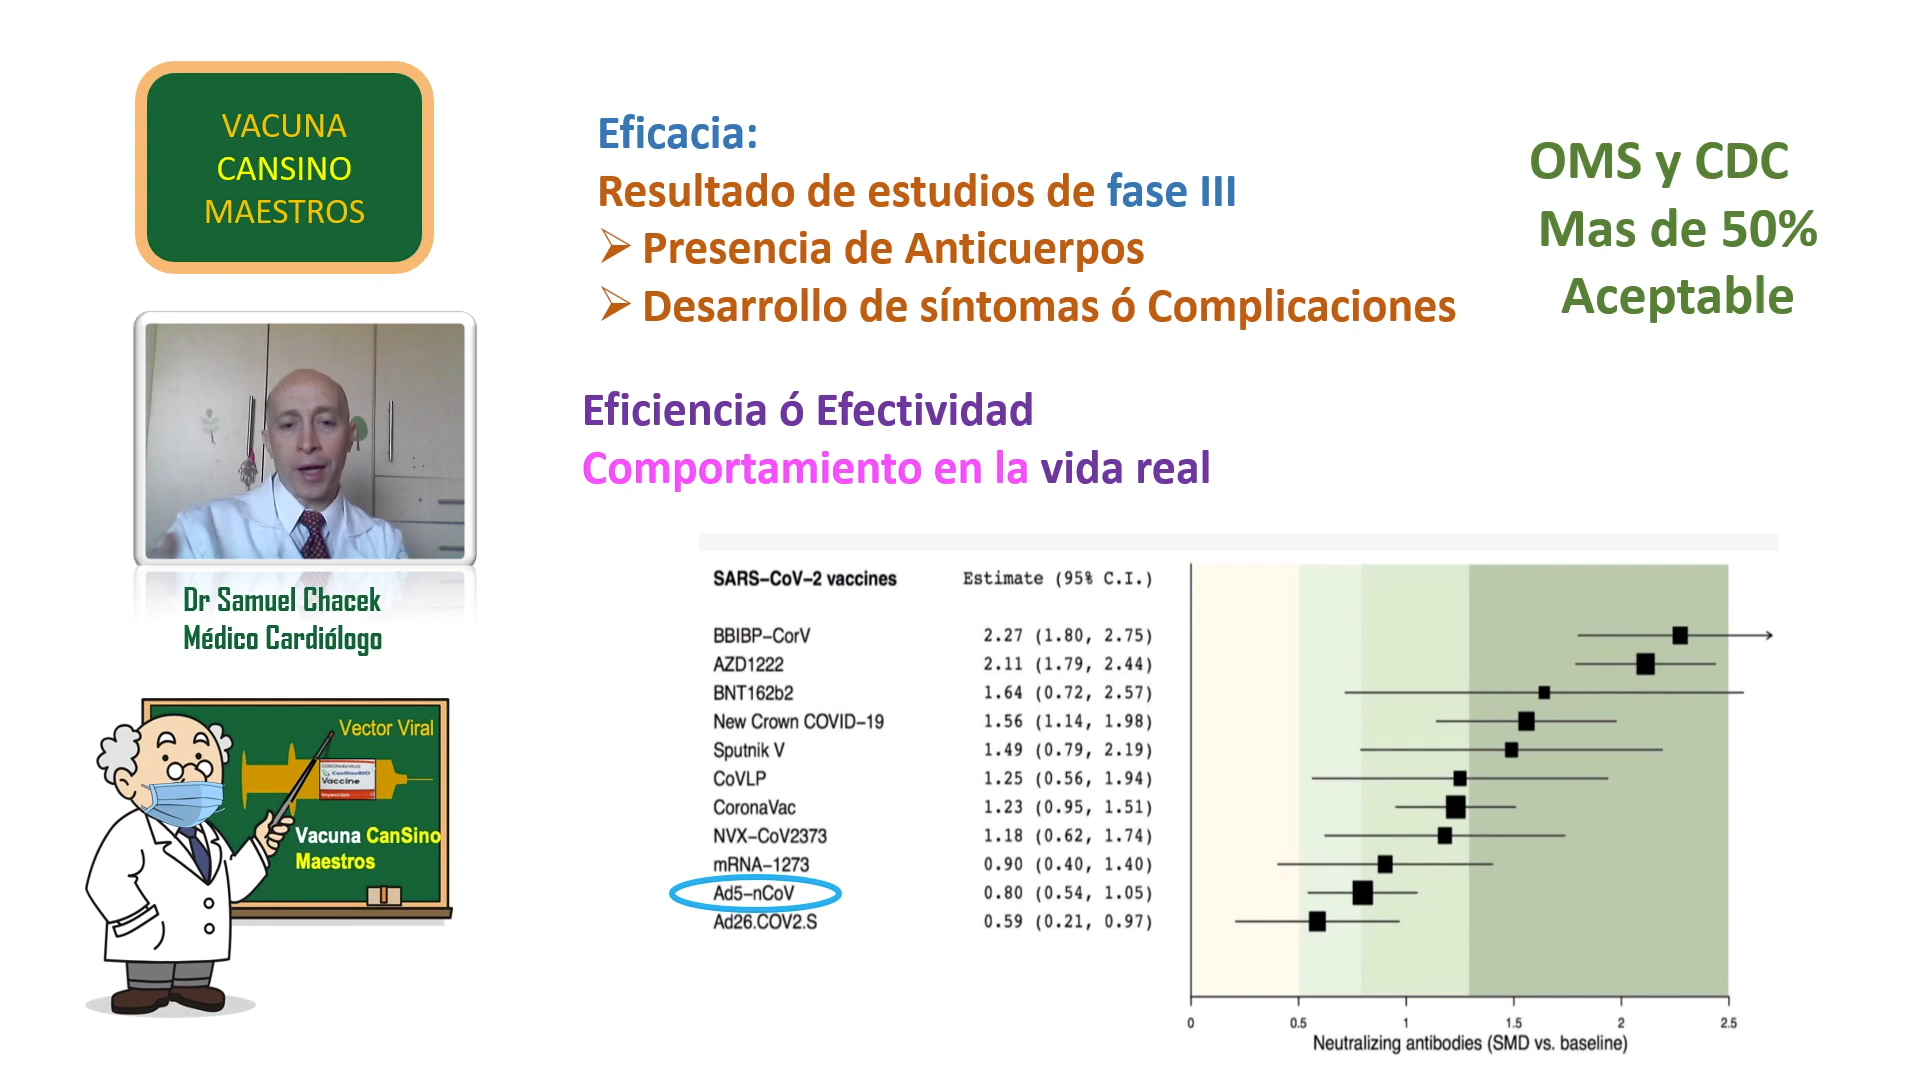 VACUNA
CANSINO
MAESTROS
Dr Samuel Chacek
Médico Cardiólogo
Vector Viral
CORONAVIRUS
CanSinoBIO
Vaccine
Vacuna CanSino
Maestros
Eficacia:
Resultado de estudios de fase III
➢ Presencia de Anticuerpos
➢ Desarrollo de síntomas ó Complicaciones
OMS y CDC
Mas de 50%
Aceptable
Eficiencia ó Efectividad
Comportamiento en la vida real
SARS-CoV-2 vaccines Estimate (95% C.I.)
BBIBP-CorV 2.27 (1.80, 2.75)
AZD1222 2.11 (1.79, 2.44)
BNT162b2 1.64 (0.72, 2.57)
New Crown COVID-19 1.56 (1.14, 1.98)
Sputnik V 1.49 (0.79, 2.19)
CoVLP 1.25 (0.56, 1.94)
CoronaVac 1.23 (0.95, 1.51)
NVX-CoV2373 1.18 (0.62, 1.74)
mRNA-1273 0.90 (0.40, 1.40)
Ad5-nCoV 0.80 (0.54, 1.05)
Ad26.COV2.S 0.59 (0.21, 0.97)
0 0.5 1 1.5 2 2.5
Neutralizing antibodies (SMD vs. baseline)